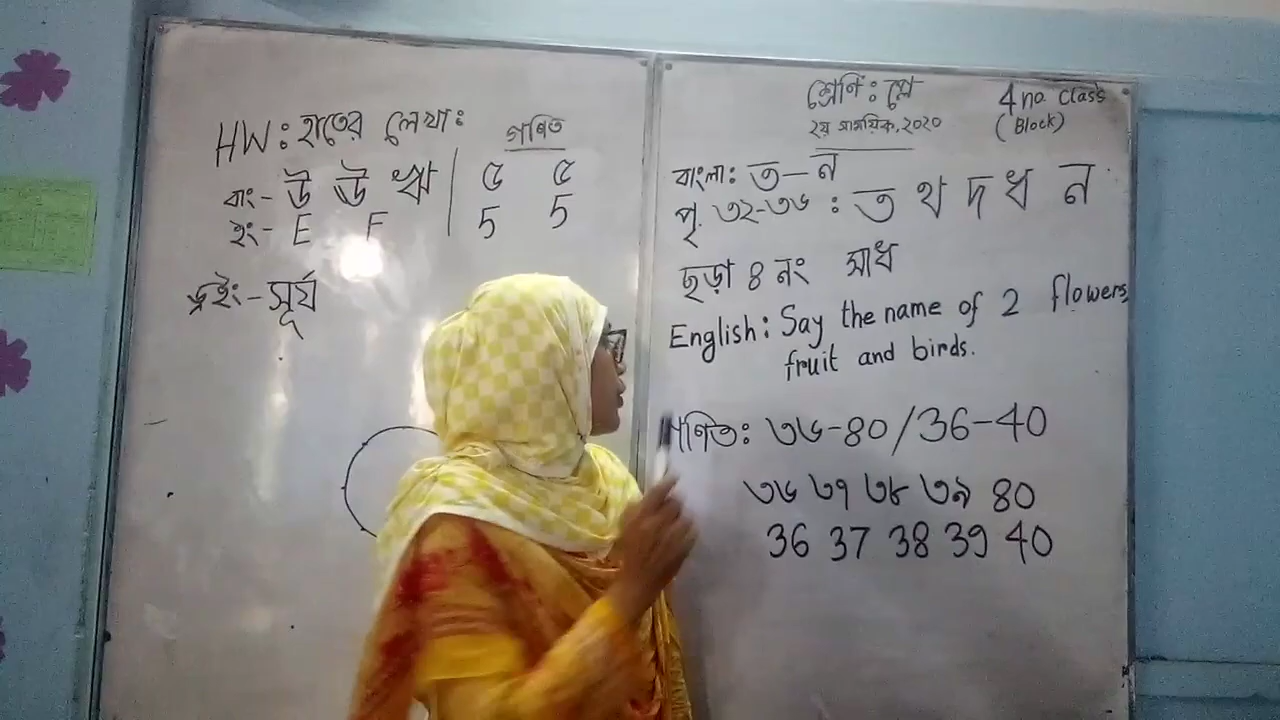 HW: হাতের লেখা:
গণিত
বাং- উ ঊ ঋ
৫ ৫
ইং- E F
5 5
ড্রইং- সূর্য
শ্রেণি: প্লে
4 no. Class
২য় সাময়িক, ২০২০
(Block)
বাংলা: ত-ন
পৃ. ৩২-৩৬: ত থ দ ধ ন
ছড়া ৪ নং সাধ
English: Say the name of 2 flowers,
fruit and birds.
গণিত: ৩৬-৪০/36-40
৩৬ ৩৭ ৩৮ ৩৯ ৪০
36 37 38 39 40